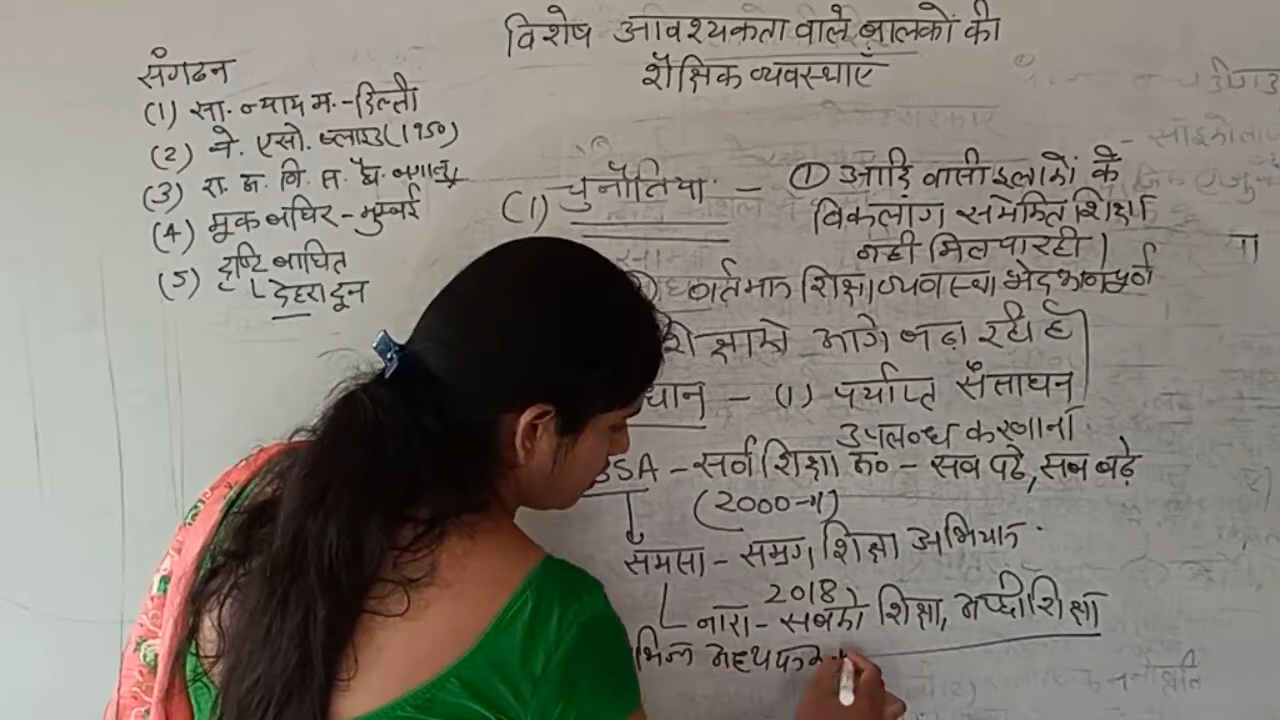 विशेष आवश्यकता वाले बालकों की
शैक्षिक व्यवस्थाएँ
संगठन
(1) सा. न्याय म. - दिल्ली
(2) ने. एसो. ब्लाइंड (1950)
(3) रा. म. वि. स.
(4) मूक बधिर - मुम्बई
(5) दृष्टि बाधित
देहरादून
(1) चुनौतिया - ① आदि वासी इलाकों के
विकलांग समेकित शिक्षा
नही मिल पा रही।
वर्तमान शिक्षा व्यवस्था भेदभावपूर्ण
शिक्षा को आगे बढ़ा रही है
धान - (1) पर्याप्त संसाधन
उपलब्ध करवाना
SSA - सर्व शिक्षा अ० - सब पढे, सब बढ़े
(2000-01)
समसा - समग्र शिक्षा अभियान
2018
नारा - सबको शिक्षा, अच्छी शिक्षा